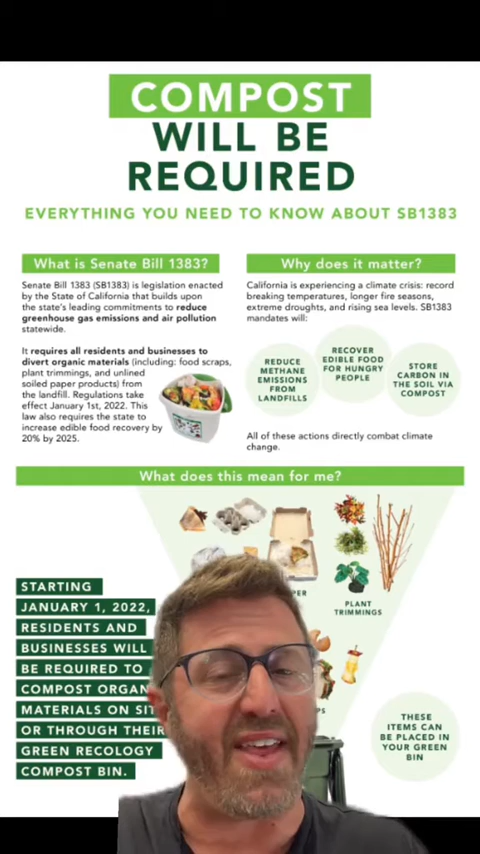 COMPOST
WILL BE
REQUIRED
EVERYTHING YOU NEED TO KNOW ABOUT SB1383
What is Senate Bill 1383?
Senate Bill 1383 (SB1383) is legislation enacted
by the State of California that builds upon
the state's leading commitments to reduce
greenhouse gas emissions and air pollution
statewide.
It requires all residents and businesses to
divert organic materials (including: food scraps,
plant trimmings, and unlined
soiled paper products) from
the landfill. Regulations take
effect January 1st, 2022. This
law also requires the state to
increase edible food recovery by
20% by 2025.
Why does it matter?
California is experiencing a climate crisis: record
breaking temperatures, longer fire seasons,
extreme droughts, and rising sea levels. SB1383
mandates will:
REDUCE
METHANE
EMISSIONS
FROM
LANDFILLS
RECOVER
EDIBLE FOOD
FOR HUNGRY
PEOPLE
STORE
CARBON IN
THE SOIL VIA
COMPOST
All of these actions directly combat climate
change.
What does this mean for me?
PER
PLANT
TRIMMINGS
PS
STARTING
JANUARY 1, 2022,
RESIDENTS AND
BUSINESSES WILL
BE REQUIRED TO
COMPOST ORGAN
MATERIALS ON SIT
OR THROUGH THEIR
GREEN RECOLOGY
COMPOST BIN.
THESE
ITEMS CAN
BE PLACED IN
YOUR GREEN
BIN